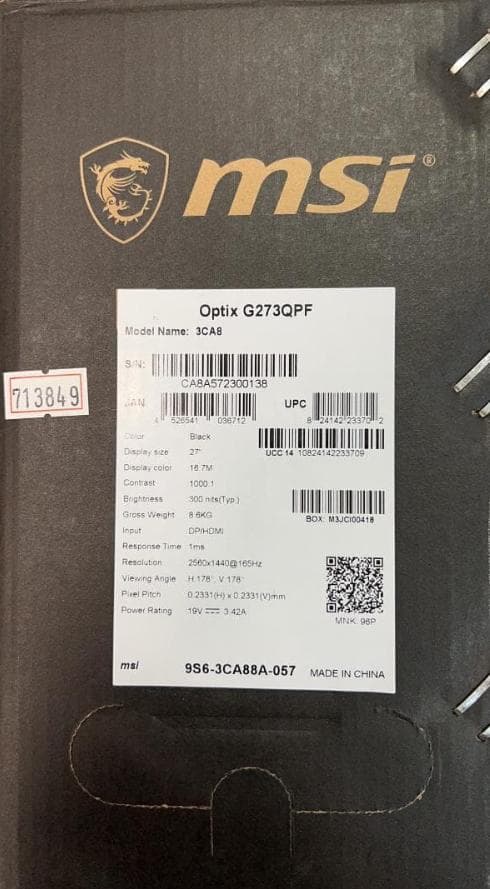 msi®
Optix G273QPF
Model Name: 3CA8
S/N:
CA8A572300138
713849
JAN
4 526541 036712
UPC
8 24142 23370 2
Color Black
UCC 14 10824142233709
Display size 27"
Display color 16.7M
Contrast 1000:1
Brightness 300 nits(Typ.)
Gross Weight 8.6KG
BOX: M3JCI00418
Input DP/HDMI
Response Time 1ms
Resolution 2560x1440@165Hz
Viewing Angle H 178°, V 178°
Pixel Pitch 0.2331(H) x 0.2331(V)mm
Power Rating 19V 3.42A
MNK: 98P
msi 9S6-3CA88A-057 MADE IN CHINA